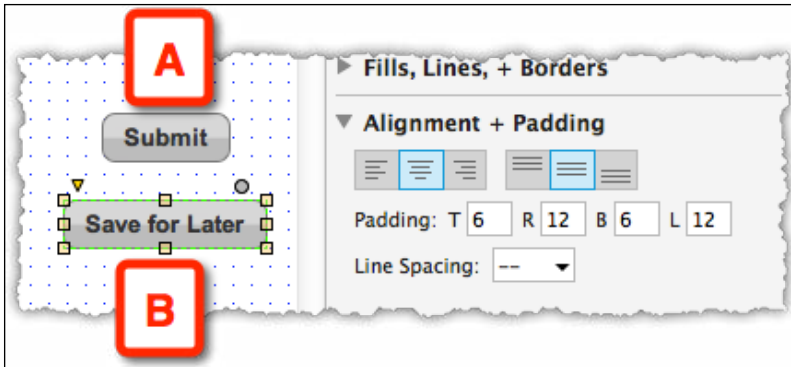 A
Submit
Save for Later
B
Fills, Lines, + Borders
Alignment + Padding
Padding: T 6 R 12 B 6 L 12
Line Spacing: --